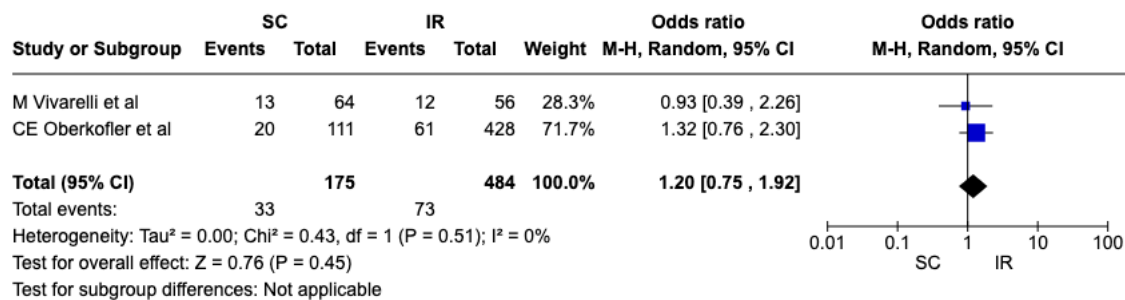 SC IR Odds ratio Odds ratio
Study or Subgroup Events Total Events Total Weight M-H, Random, 95% CI M-H, Random, 95% CI
M Vivarelli et al 13 64 12 56 28.3% 0.93 [0.39 , 2.26]
CE Oberkofler et al 20 111 61 428 71.7% 1.32 [0.76 , 2.30]
Total (95% CI) 175 484 100.0% 1.20 [0.75 , 1.92]
Total events: 33 73
Heterogeneity: Tau² = 0.00; Chi² = 0.43, df = 1 (P = 0.51); I² = 0%
0.01 0.1 1 10 100
Test for overall effect: Z = 0.76 (P = 0.45)
SC IR
Test for subgroup differences: Not applicable